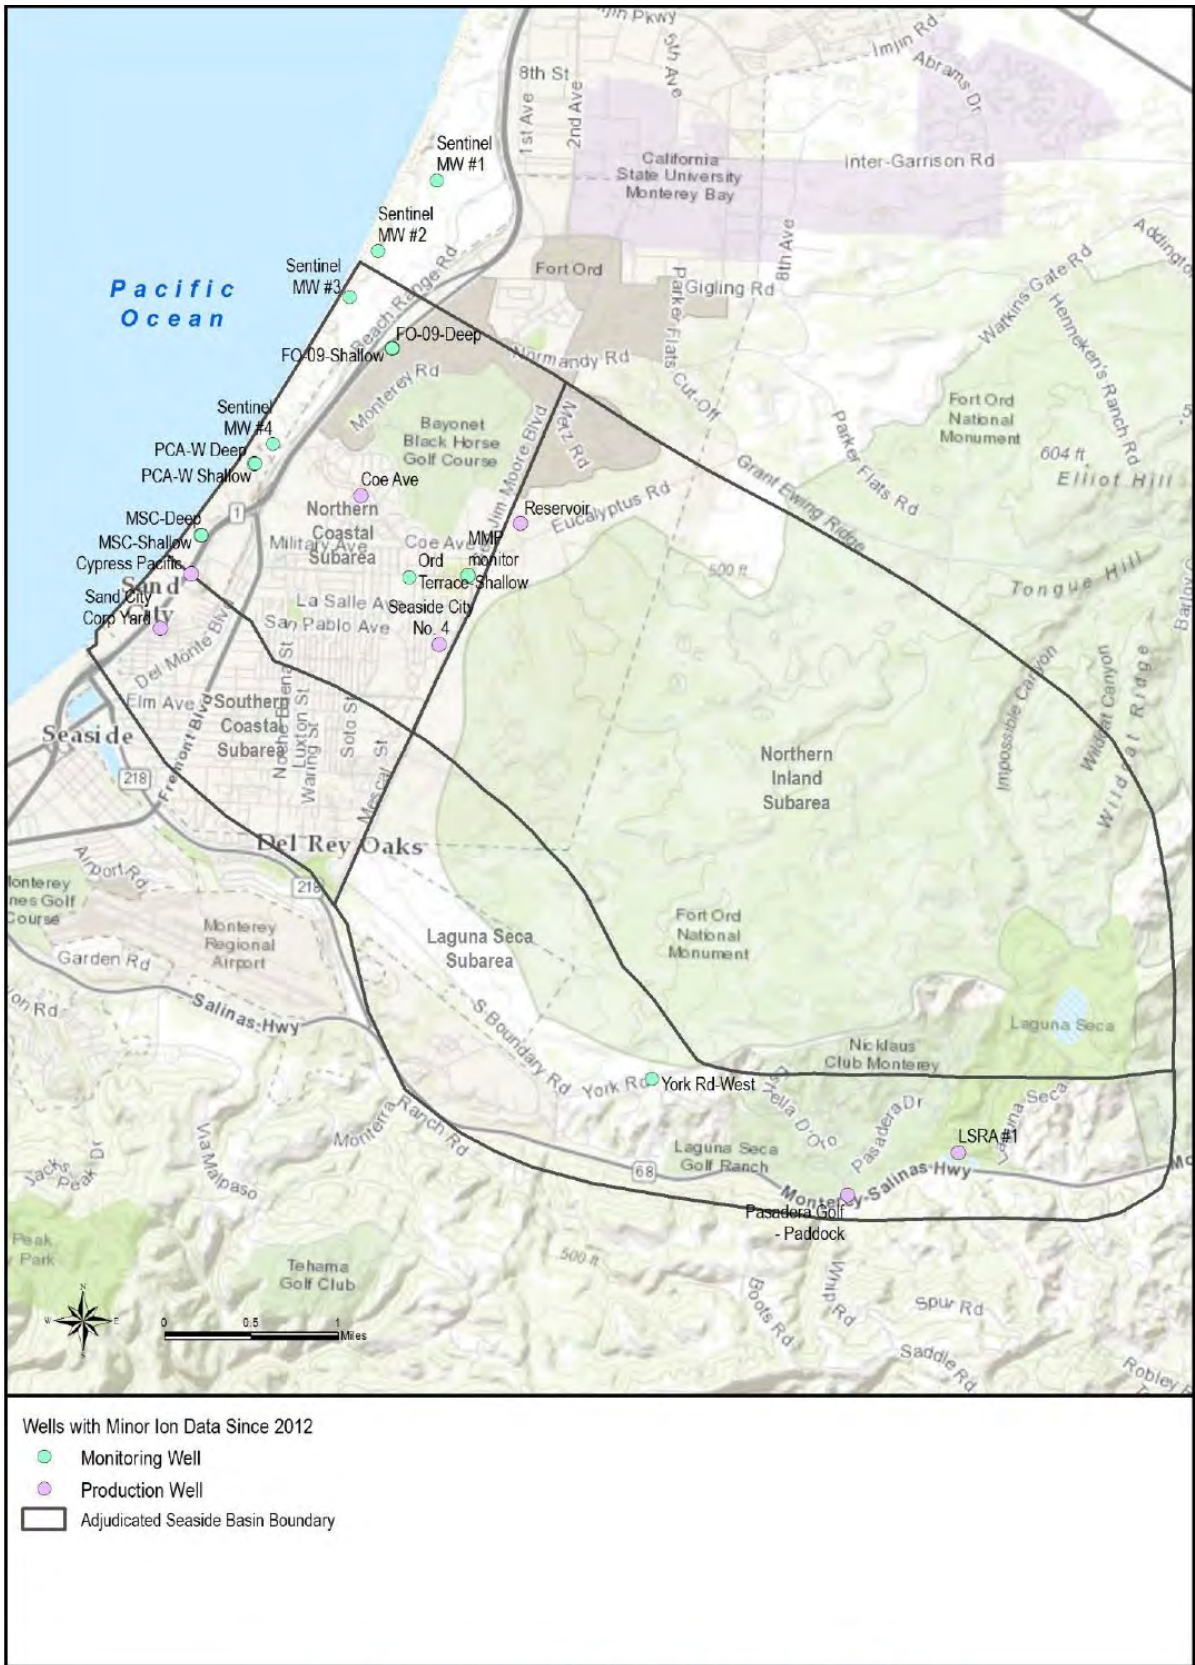 Imjin Rd
Abrams Dr
8th St
5th Ave
1st Ave
2nd Ave
Sentinel
MW #1
California
State University
Monterey Bay
Inter-Garrison Rd
Sentinel
MW #2
8th Ave
Fort Ord
Gigling Rd
Parker Flats Cut-Off
Watkins Gate Rd
Henneken's Ranch Rd
Sentinel
MW #3
Pacific
Ocean
Beach Range Rd
FO-09-Deep
FO-09-Shallow
Normandy Rd
Monterey Rd
Bayonet
Black Horse
Golf Course
Gen Jim Moore Blvd
Metz Rd
Fort Ord
National
Monument
Parker Flats Rd
604 ft
Elliot Hill
Grant Ewing Ridge
Sentinel
MW #4
PCA-W Deep
PCA-W Shallow
Coe Ave
Northern
Coastal
Subarea
Reservoir
Eucalyptus Rd
1
MSC-Deep
MSC-Shallow
Military Ave
Coe Ave
MMP
monitor
Ord
Terrace-Shallow
500 ft
Tongue Hill
Cypress Pacific
Sand
City
Sand City
Corp Yard
La Salle Ave
San Pablo Ave
Seaside City
No. 4
Del Monte Blvd
Elm Ave
Fremont Blvd
Southern
Coastal
Subarea
Noche Buena St
Luxton St
Waring St
Soto St
Mescal St
Seaside
218
Northern
Inland
Subarea
Impossible Canyon
Wildcat Canyon
Wildcat Ridge
Del Rey Oaks
218
Airport Rd
Monterey
Regional
Airport
Garden Rd
Salinas-Hwy
Laguna Seca
Subarea
Fort Ord
National
Monument
S Boundary Rd
Laguna Seca
Nicklaus
Club Monterey
York Rd
York Rd-West
Estrella D'Oro
Pasadera Dr
Laguna Seca
LSRA #1
Monterra
Ranch Rd
Laguna Seca
Golf Ranch
68
Monterey-Salinas-Hwy
Pasadera Golf
- Paddock
Via Malpaso
Jacks
Peak Dr
Peak
Park
Tehama
Golf Club
500 ft
Boots Rd
Whip Rd
Spur Rd
Saddle Rd
N
W E
S
0 0.5 1
Miles
Wells with Minor Ion Data Since 2012
Monitoring Well
Production Well
Adjudicated Seaside Basin Boundary